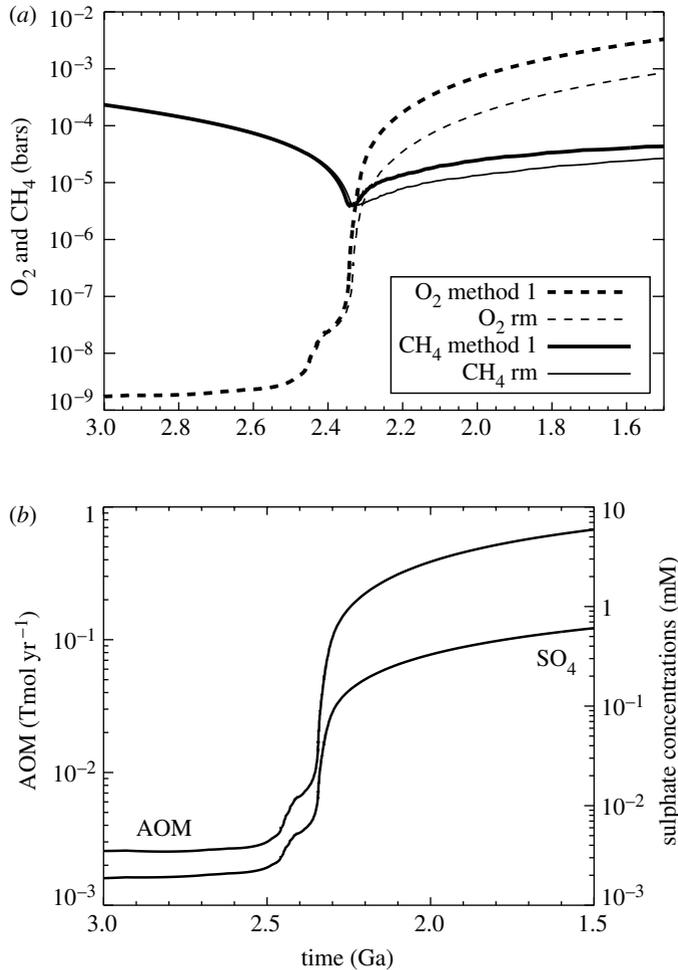 (a)
10⁻²
10⁻³
10⁻⁴
10⁻⁵
10⁻⁶
10⁻⁷
10⁻⁸
10⁻⁹
O₂ and CH₄ (bars)
O₂ method 1
O₂ rm
CH₄ method 1
CH₄ rm
3.0 2.8 2.6 2.4 2.2 2.0 1.8 1.6
(b)
1
10⁻¹
10⁻²
10⁻³
AOM (Tmol yr⁻¹)
AOM
SO₄
10
1
10⁻¹
10⁻²
10⁻³
sulphate concentrations (mM)
3.0 2.5 2.0 1.5
time (Ga)